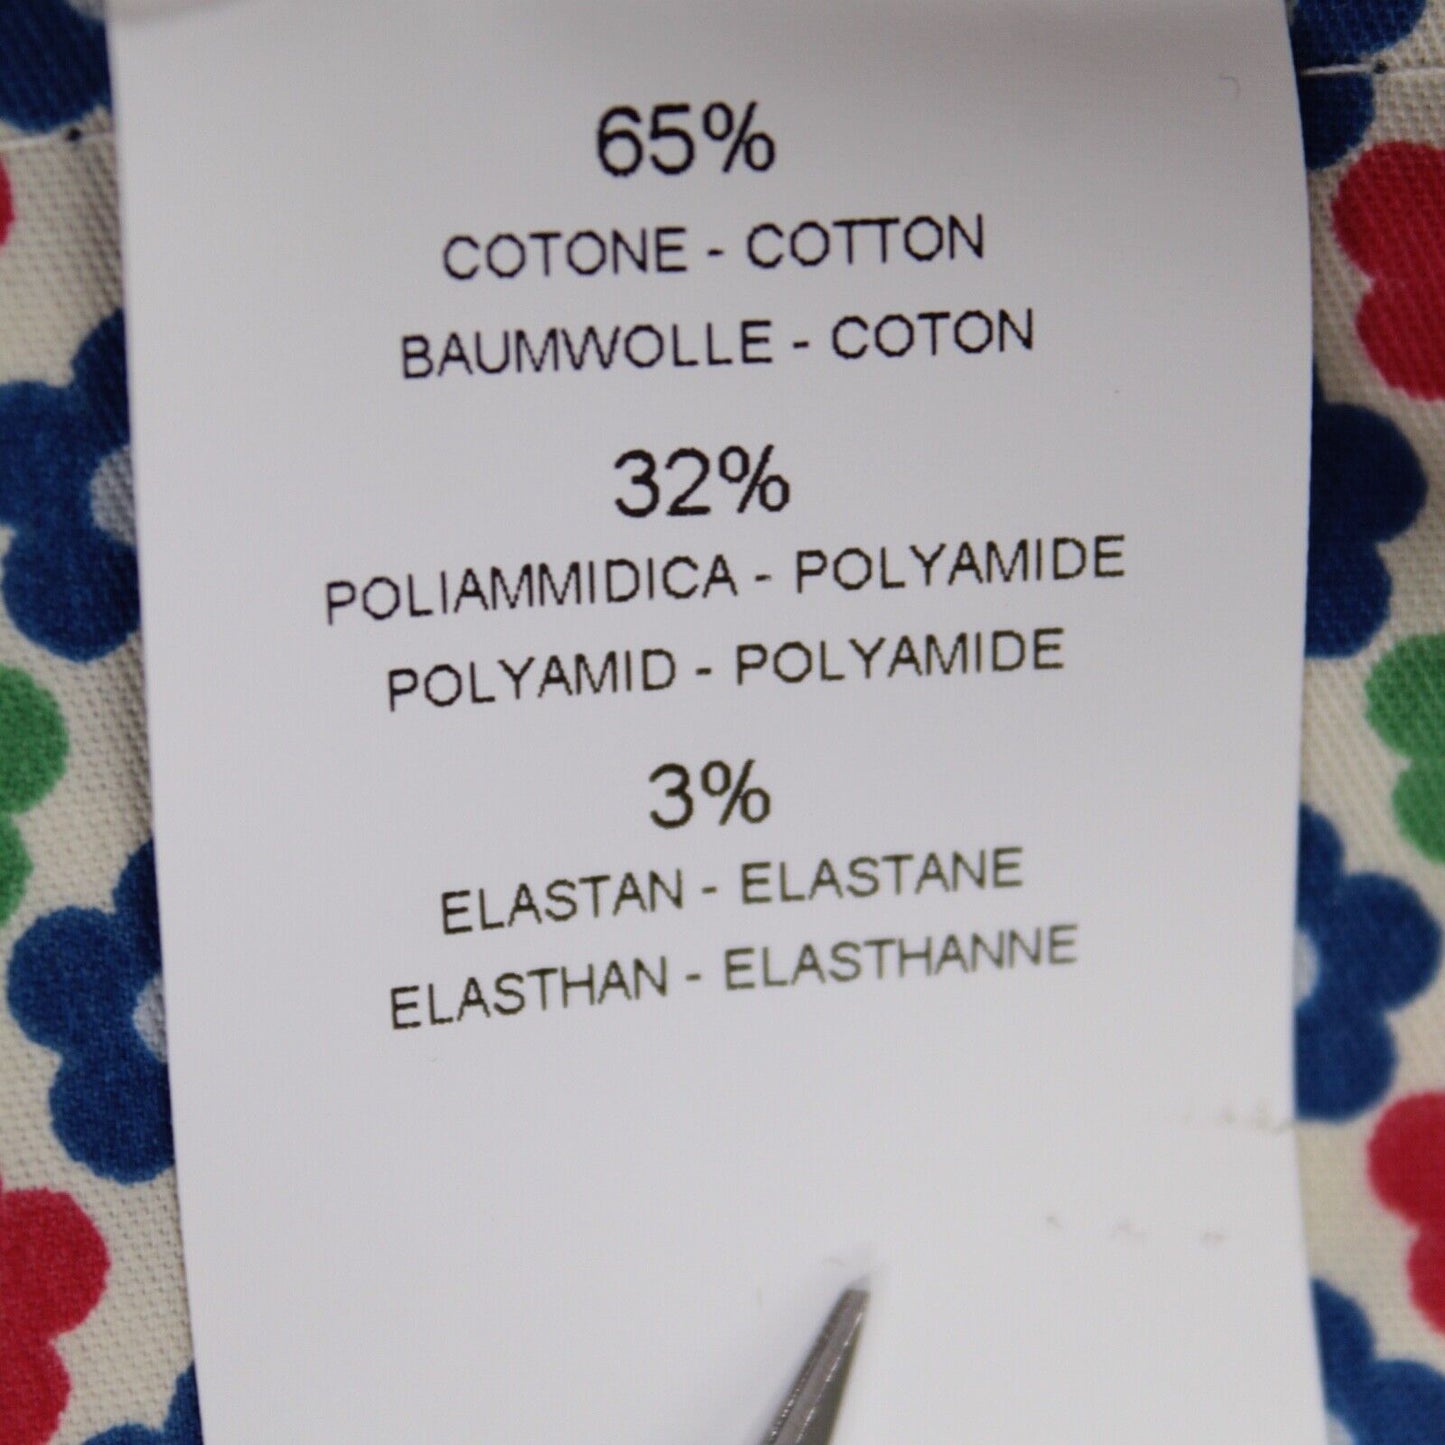 65%
COTONE - COTTON
BAUMWOLLE - COTON
32%
POLIAMMIDICA - POLYAMIDE
POLYAMID - POLYAMIDE
3%
ELASTAN - ELASTANE
ELASTHAN - ELASTHANNE